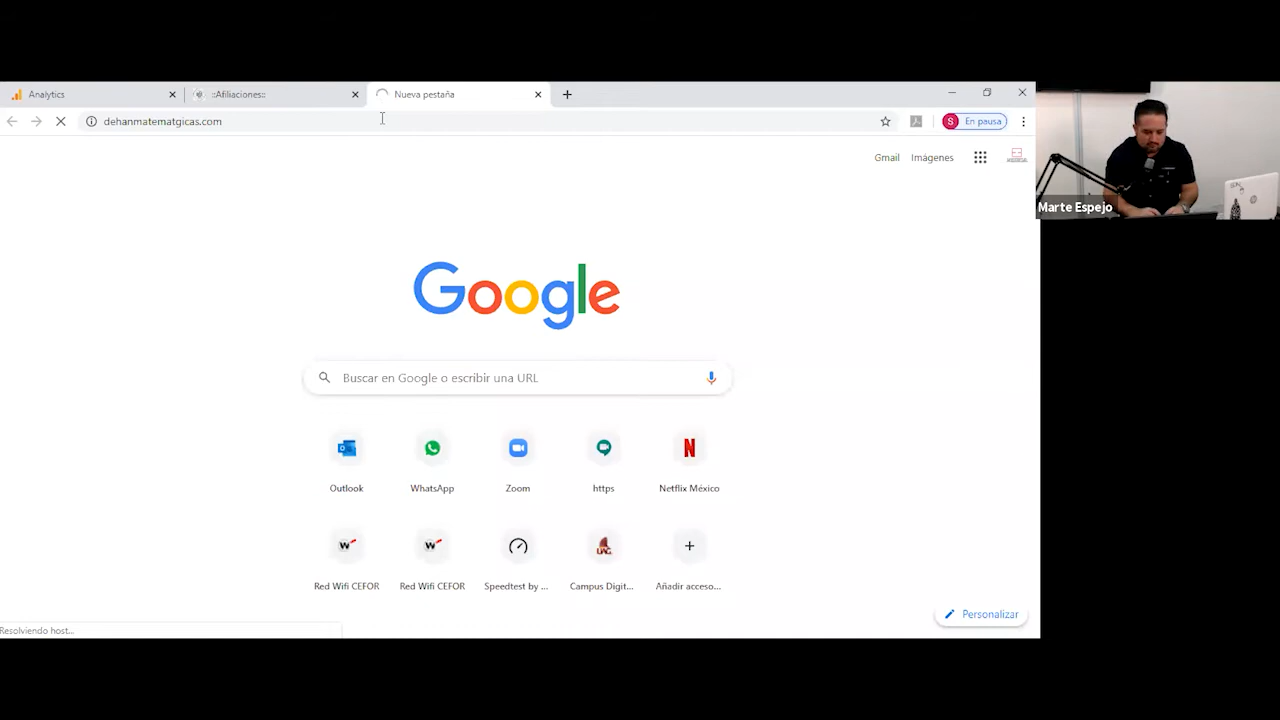 Analytics
::Afiliaciones::
Nueva pestaña
dehanmatematgicas.com
S
En pausa
Gmail
Imágenes
Marte Espejo
Google
Buscar en Google o escribir una URL
Outlook
WhatsApp
Zoom
https
Netflix México
Red Wifi CEFOR
Red Wifi CEFOR
Speedtest by ...
Campus Digit...
Añadir acceso...
Personalizar
Resolviendo host...